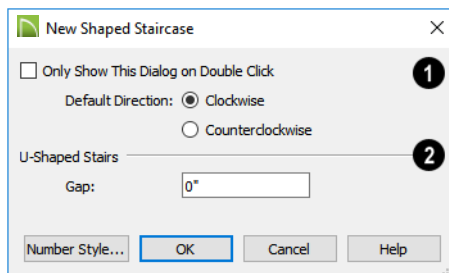 New Shaped Staircase
Only Show This Dialog on Double Click
1
Default Direction: Clockwise
Counterclockwise
U-Shaped Stairs
2
Gap: 0"
Number Style... OK Cancel Help